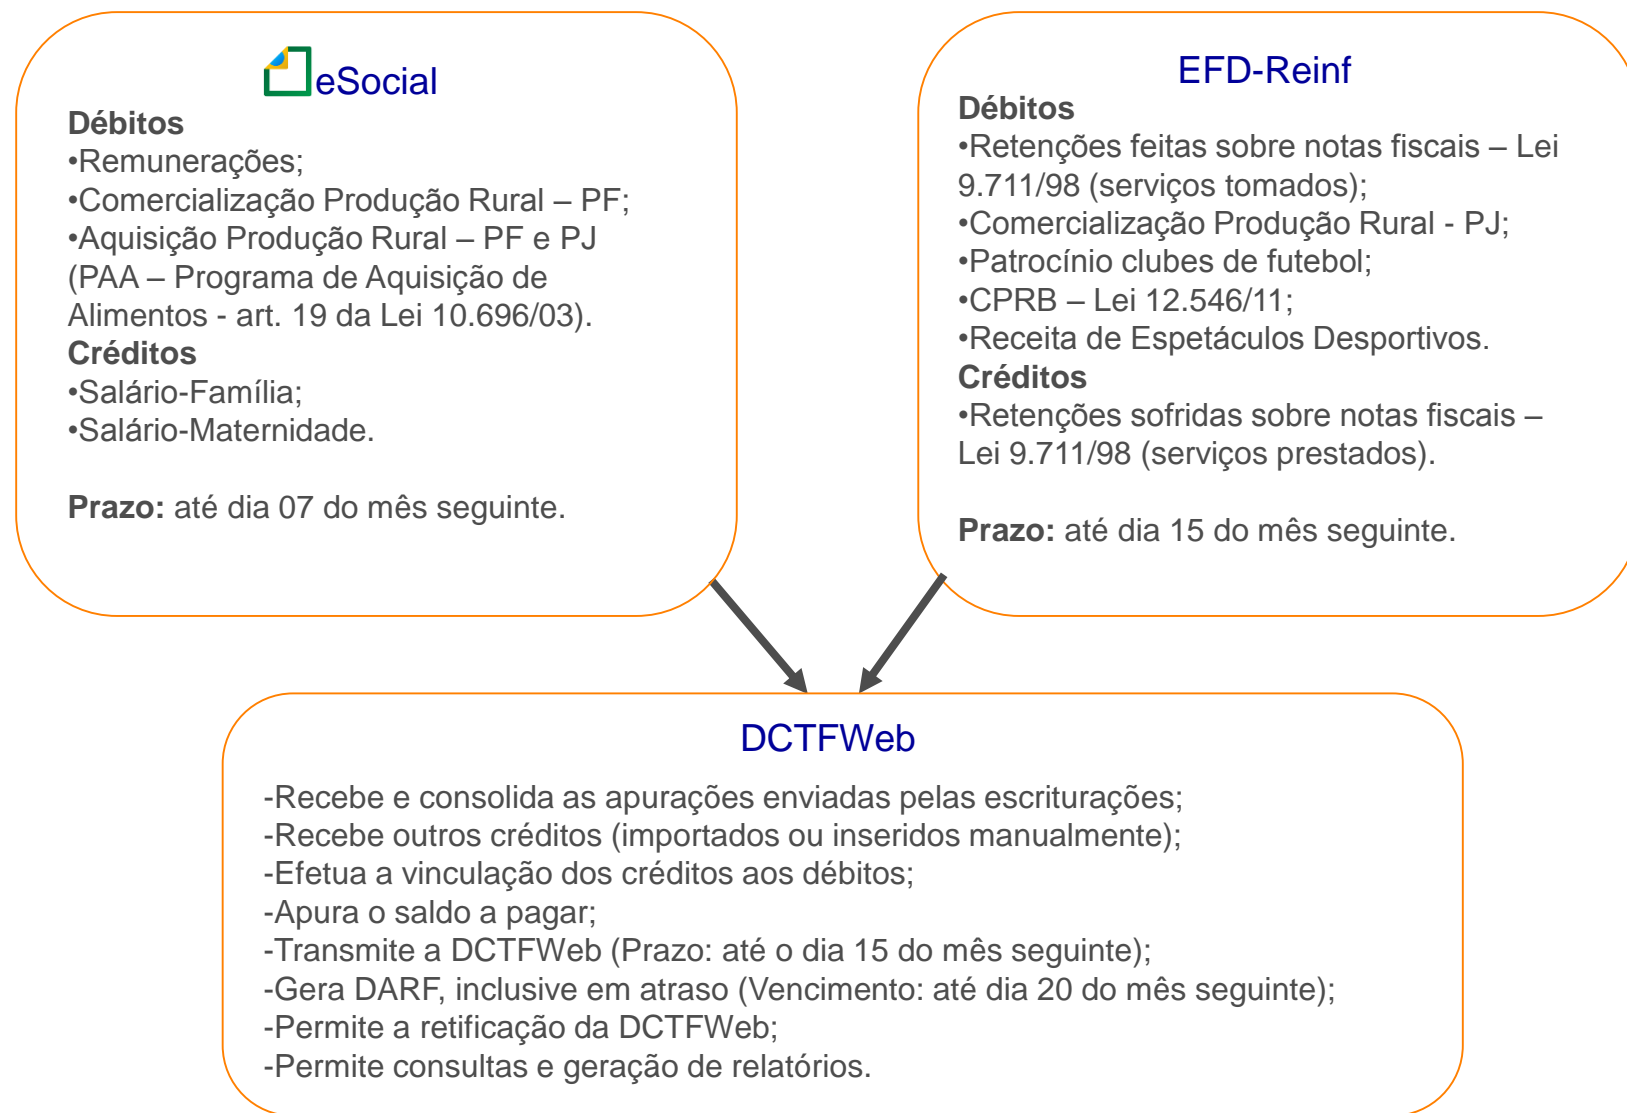 eSocial
Débitos
•Remunerações;
•Comercialização Produção Rural – PF;
•Aquisição Produção Rural – PF e PJ
(PAA – Programa de Aquisição de
Alimentos - art. 19 da Lei 10.696/03).
Créditos
•Salário-Família;
•Salário-Maternidade.
Prazo: até dia 07 do mês seguinte.
EFD-Reinf
Débitos
•Retenções feitas sobre notas fiscais – Lei
9.711/98 (serviços tomados);
•Comercialização Produção Rural - PJ;
•Patrocínio clubes de futebol;
•CPRB – Lei 12.546/11;
•Receita de Espetáculos Desportivos.
Créditos
•Retenções sofridas sobre notas fiscais –
Lei 9.711/98 (serviços prestados).
Prazo: até dia 15 do mês seguinte.
DCTFWeb
-Recebe e consolida as apurações enviadas pelas escriturações;
-Recebe outros créditos (importados ou inseridos manualmente);
-Efetua a vinculação dos créditos aos débitos;
-Apura o saldo a pagar;
-Transmite a DCTFWeb (Prazo: até o dia 15 do mês seguinte);
-Gera DARF, inclusive em atraso (Vencimento: até dia 20 do mês seguinte);
-Permite a retificação da DCTFWeb;
-Permite consultas e geração de relatórios.